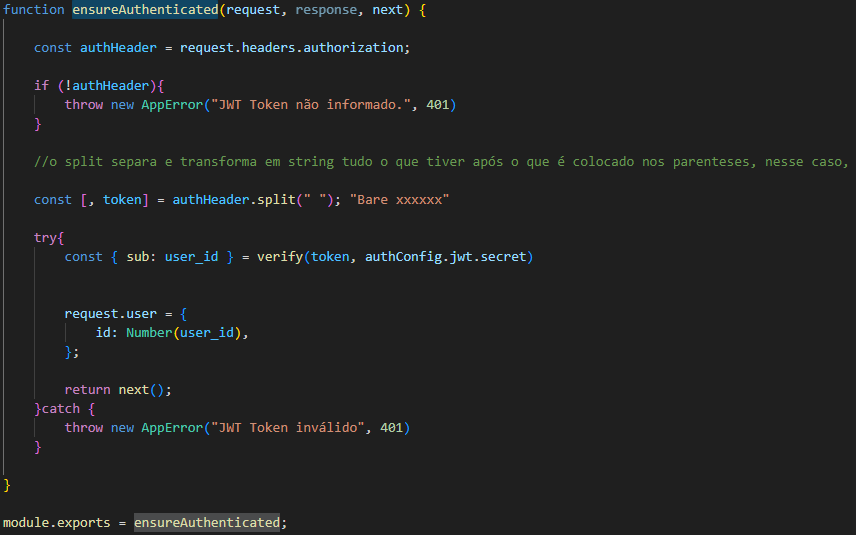 function ensureAuthenticated(request, response, next) {
const authHeader = request.headers.authorization;
if (!authHeader){
throw new AppError("JWT Token não informado.", 401)
}
//o split separa e transforma em string tudo o que tiver após o que é colocado nos parenteses, nesse caso,
const [, token] = authHeader.split(" "); "Bare xxxxxx"
try{
const { sub: user_id } = verify(token, authConfig.jwt.secret)
request.user = {
id: Number(user_id),
};
return next();
}catch {
throw new AppError("JWT Token inválido", 401)
}
}
module.exports = ensureAuthenticated;